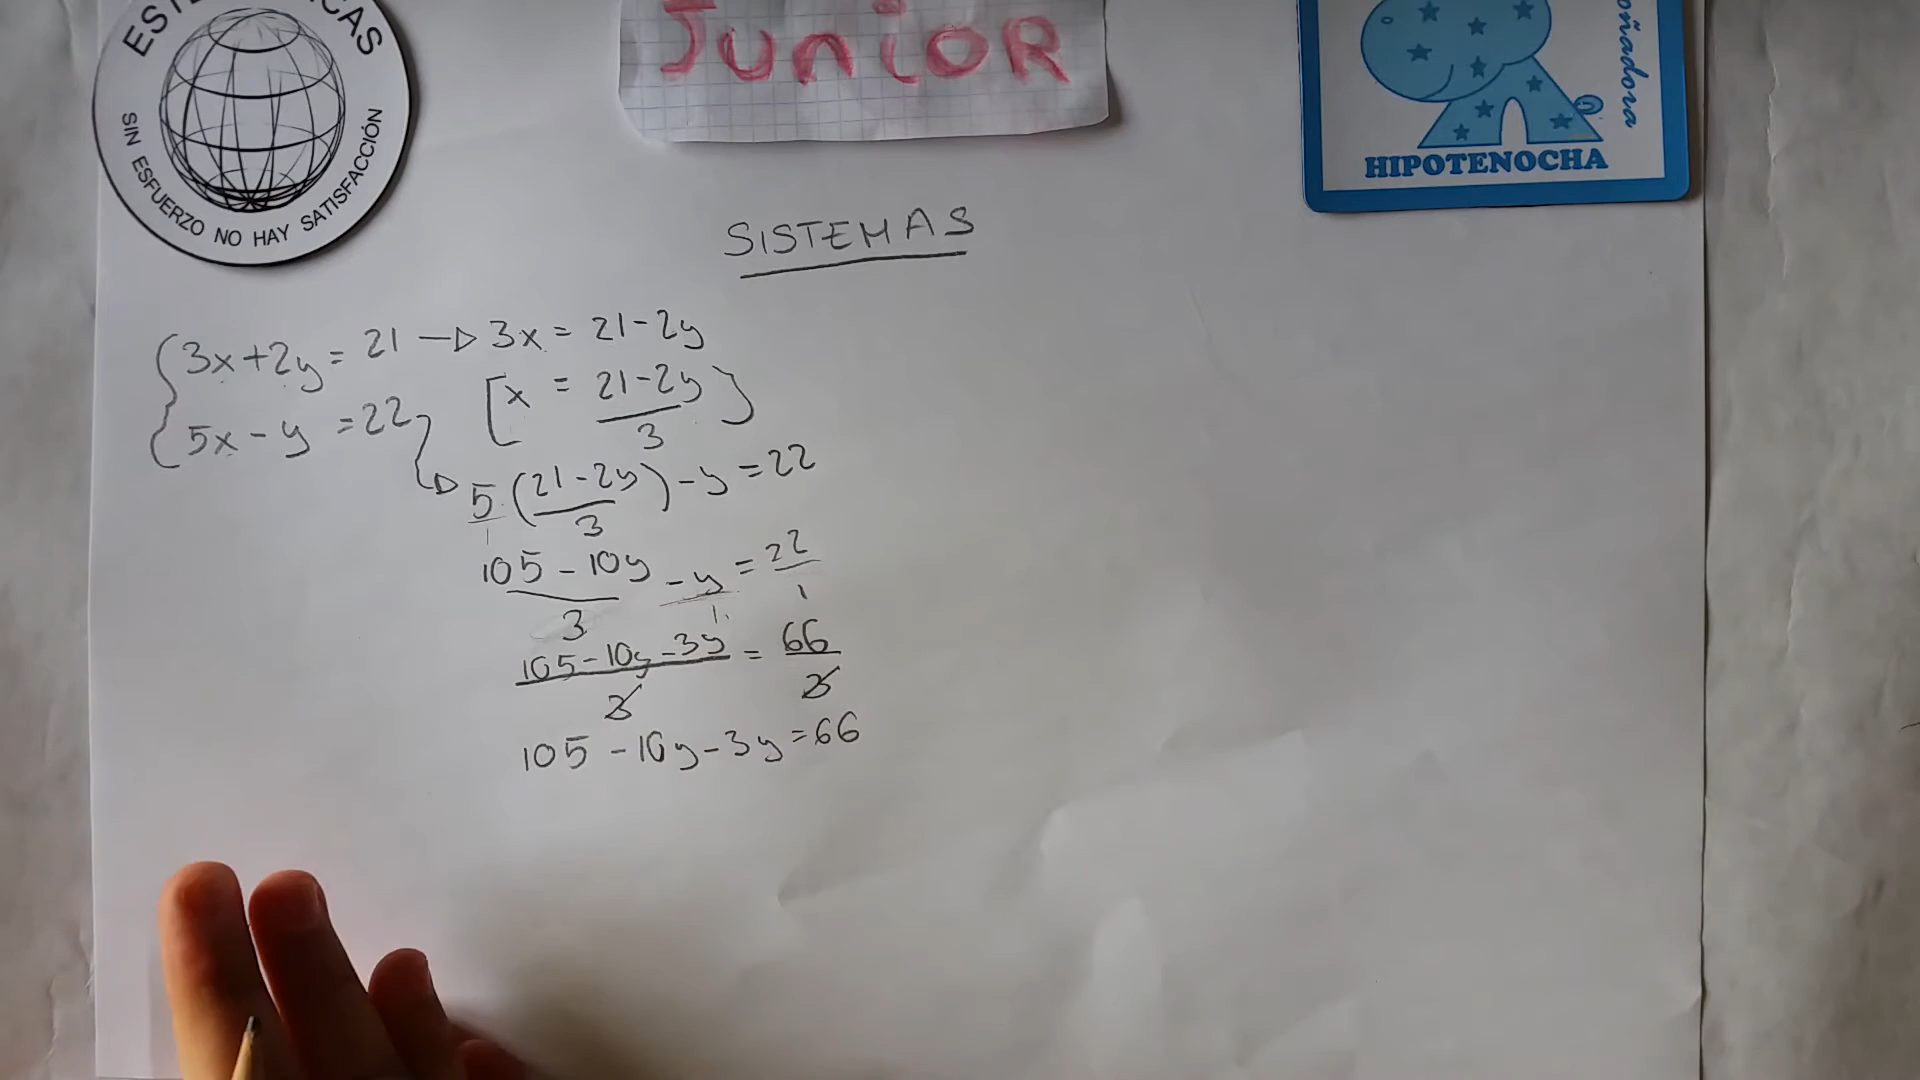 SIN ESFUERZO NO HAY SATISFACCIÓN
JUNIOR
HIPOTENOCHA
SISTEMAS
3x+2y = 21 → 3x = 21-2y
5x - y = 22
[x = 21-2y / 3]
5/1 (21-2y / 3) - y = 22
105 - 10y / 3 - y / 1 = 22 / 1
105-10y-3y / 3 = 66 / 3
105 - 10y - 3y = 66